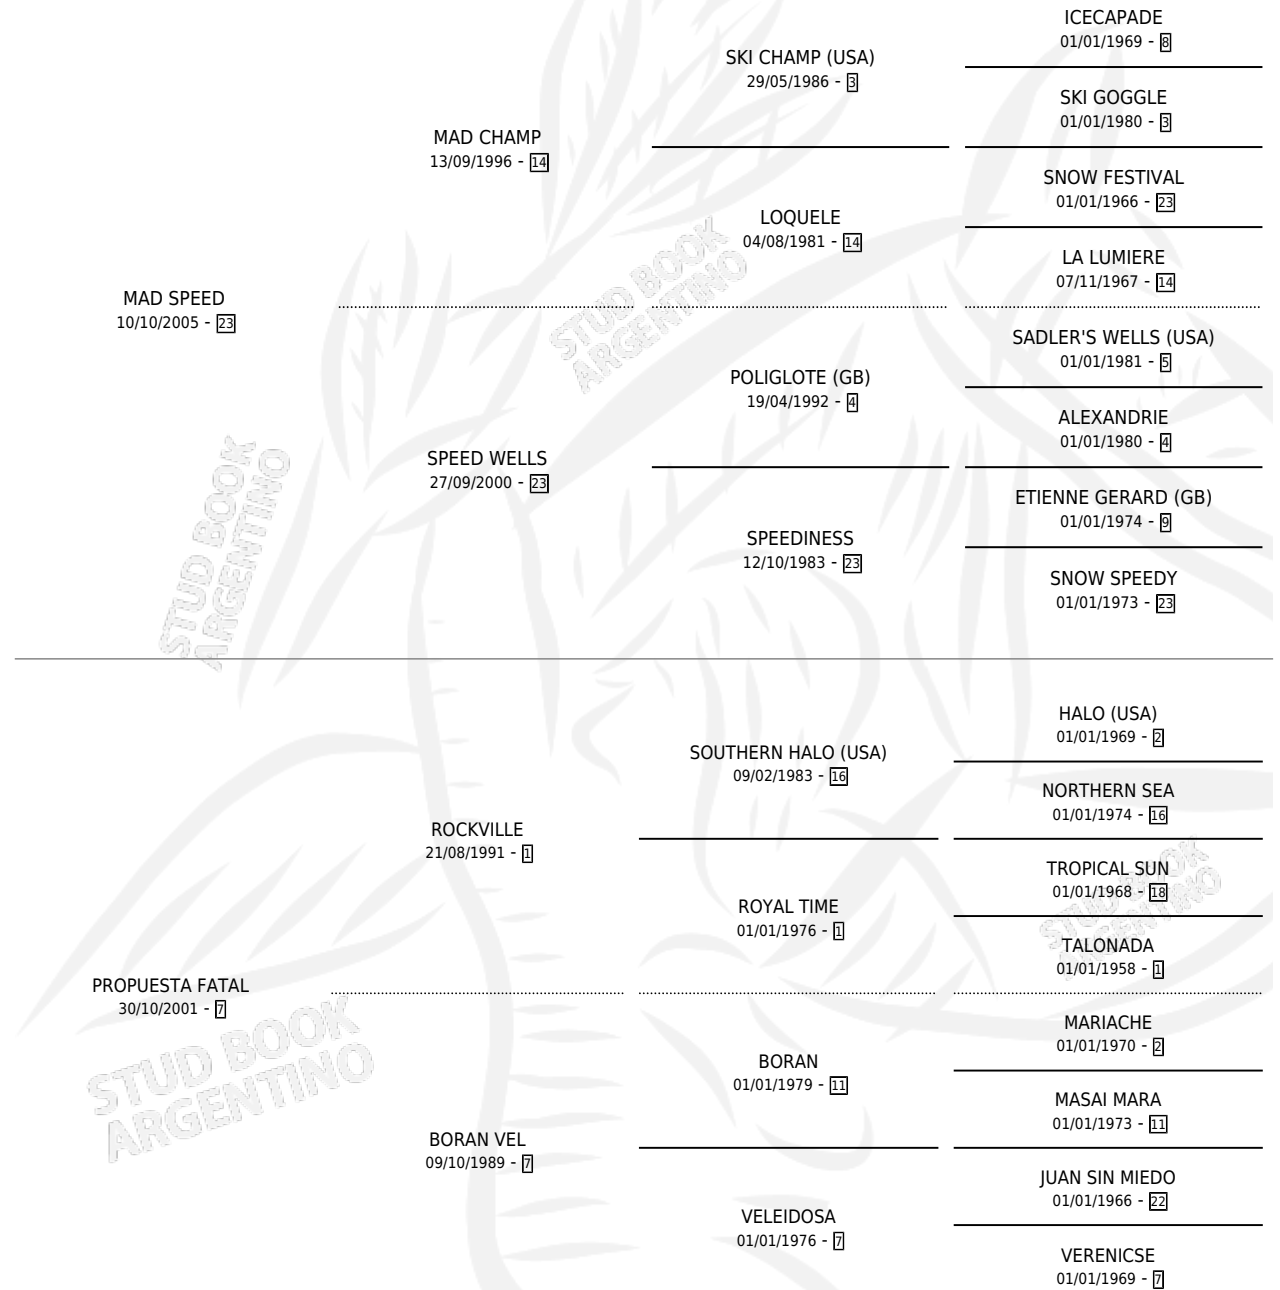 ICECAPADE
01/01/1969 - 8
SKI CHAMP (USA)
29/05/1986 - 3
SKI GOGGLE
01/01/1980 - 3
MAD CHAMP
13/09/1996 - 14
SNOW FESTIVAL
01/01/1966 - 23
LOQUELE
04/08/1981 - 14
LA LUMIERE
07/11/1967 - 14
MAD SPEED
10/10/2005 - 23
SADLER'S WELLS (USA)
01/01/1981 - 5
POLIGLOTE (GB)
19/04/1992 - 4
ALEXANDRIE
01/01/1980 - 4
SPEED WELLS
27/09/2000 - 23
ETIENNE GERARD (GB)
01/01/1974 - 9
SPEEDINESS
12/10/1983 - 23
SNOW SPEEDY
01/01/1973 - 23
HALO (USA)
01/01/1969 - 2
SOUTHERN HALO (USA)
09/02/1983 - 16
NORTHERN SEA
01/01/1974 - 16
ROCKVILLE
21/08/1991 - 1
TROPICAL SUN
01/01/1968 - 18
ROYAL TIME
01/01/1976 - 1
TALONADA
01/01/1958 - 1
PROPUESTA FATAL
30/10/2001 - 7
MARIACHE
01/01/1970 - 2
BORAN
01/01/1979 - 11
MASAI MARA
01/01/1973 - 11
BORAN VEL
09/10/1989 - 7
JUAN SIN MIEDO
01/01/1966 - 22
VELEIDOSA
01/01/1976 - 7
VERENICSE
01/01/1969 - 7
STUD BOOK
ARGENTINO
STUD BOOK
ARGENTINO
STUD BOOK
ARGENTINO
STUD BOOK
ARGENTINO